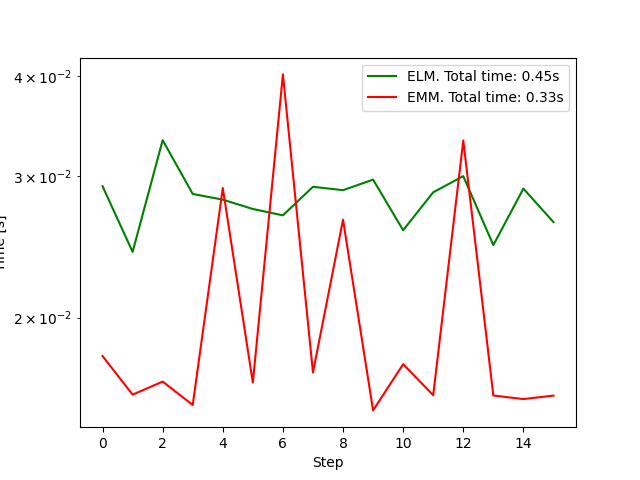 ELM. Total time: 0.45s
EMM. Total time: 0.33s
4 × 10⁻²
3 × 10⁻²
2 × 10⁻²
Time [s]
0 2 4 6 8 10 12 14
Step